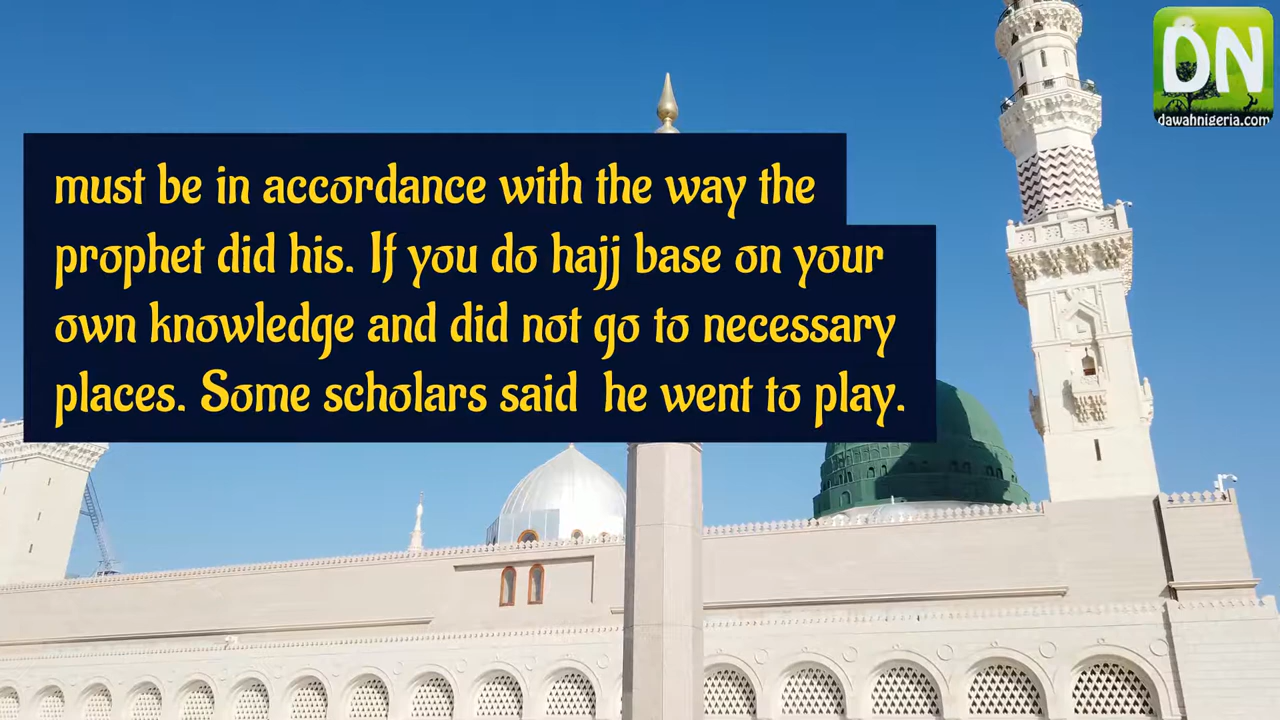 DN
dawahnigeria.com
must be in accordance with the way the
prophet did his. If you do hajj base on your
own knowledge and did not go to necessary
places. Some scholars said  he went to play.